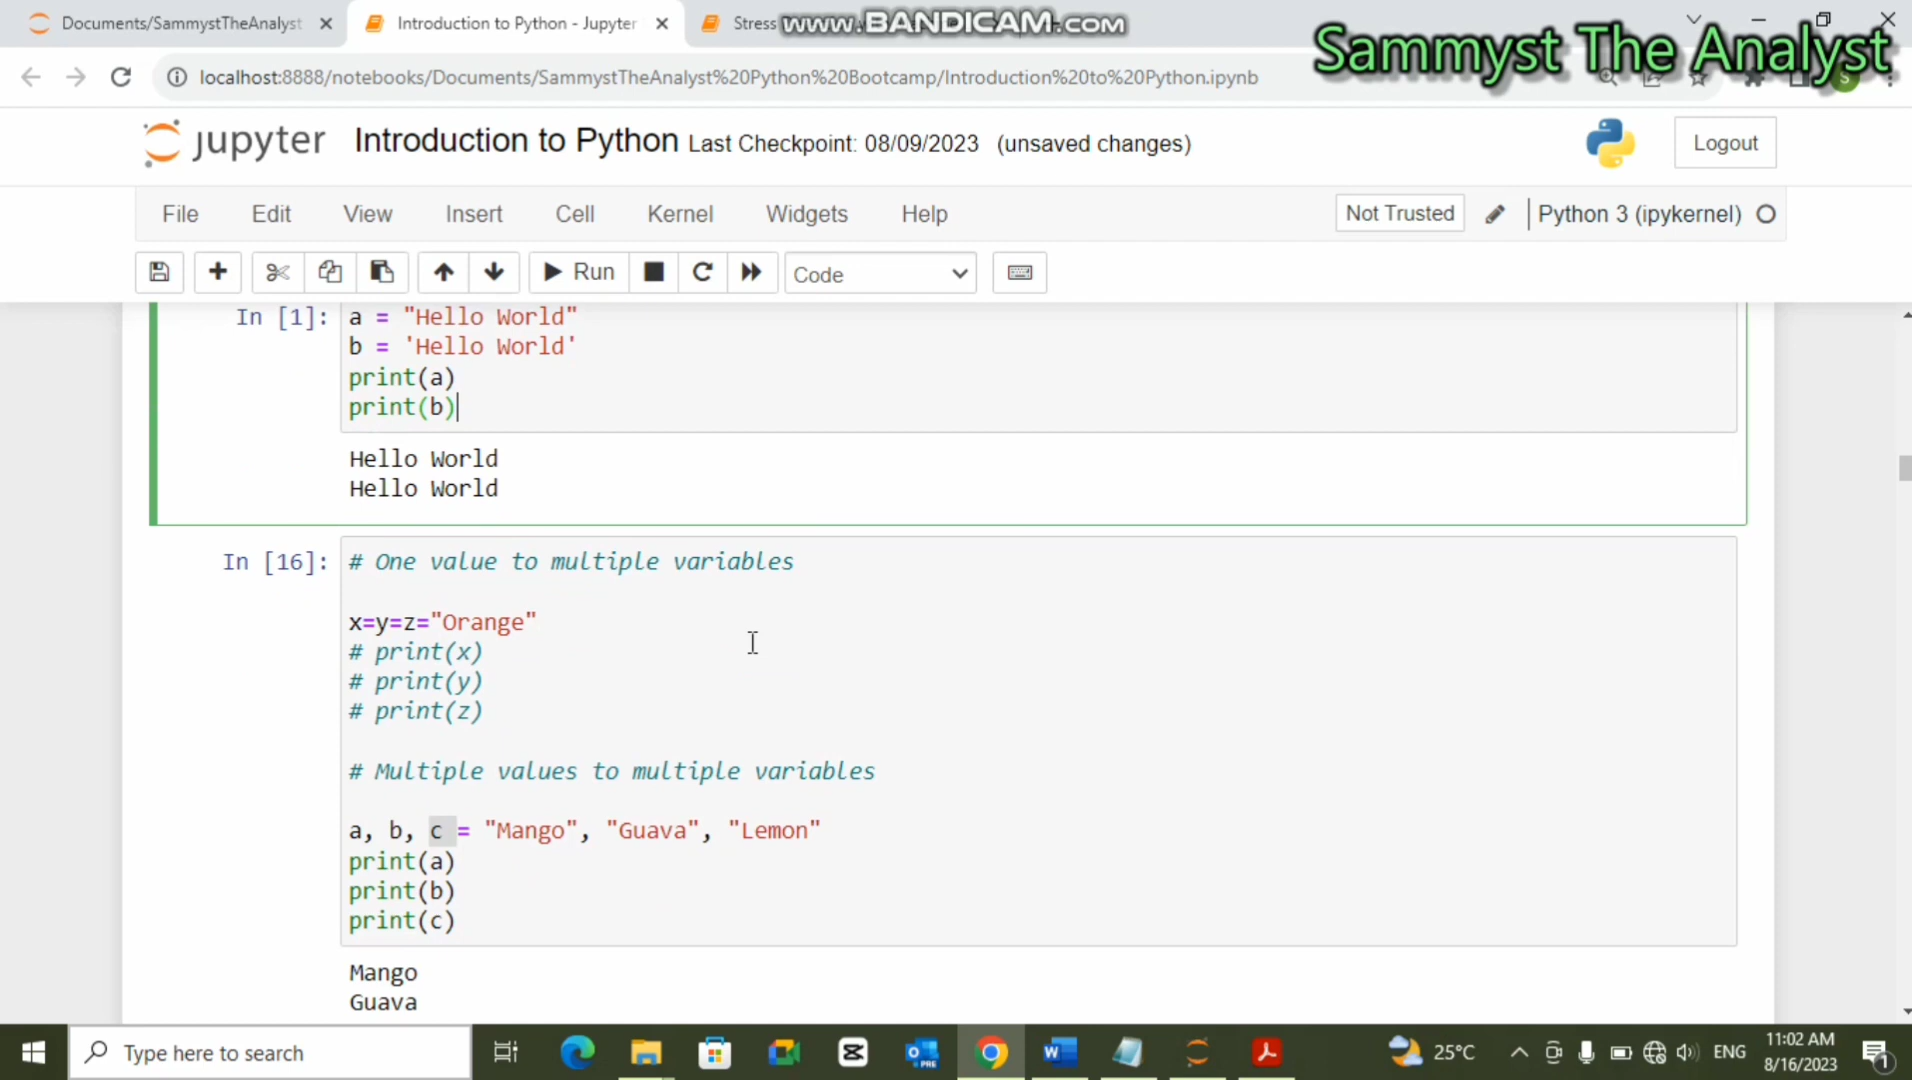 Documents/SammystTheAnalyst
Introduction to Python - Jupyter
Stress
www.BANDICAM.com
Sammyst The Analyst
localhost:8888/notebooks/Documents/SammystTheAnalyst%20Python%20Bootcamp/Introduction%20to%20Python.ipynb
S
jupyter Introduction to Python Last Checkpoint: 08/09/2023 (unsaved changes)
Logout
File Edit View Insert Cell Kernel Widgets Help
Not Trusted Python 3 (ipykernel)
Run Code
In [1]: a = "Hello World"
b = 'Hello World'
print(a)
print(b)
Hello World
Hello World
In [16]: # One value to multiple variables
x=y=z="Orange"
# print(x)
# print(y)
# print(z)
# Multiple values to multiple variables
a, b, c = "Mango", "Guava", "Lemon"
print(a)
print(b)
print(c)
Mango
Guava
Type here to search
PRE
W
25°C
ENG
11:02 AM
8/16/2023
1